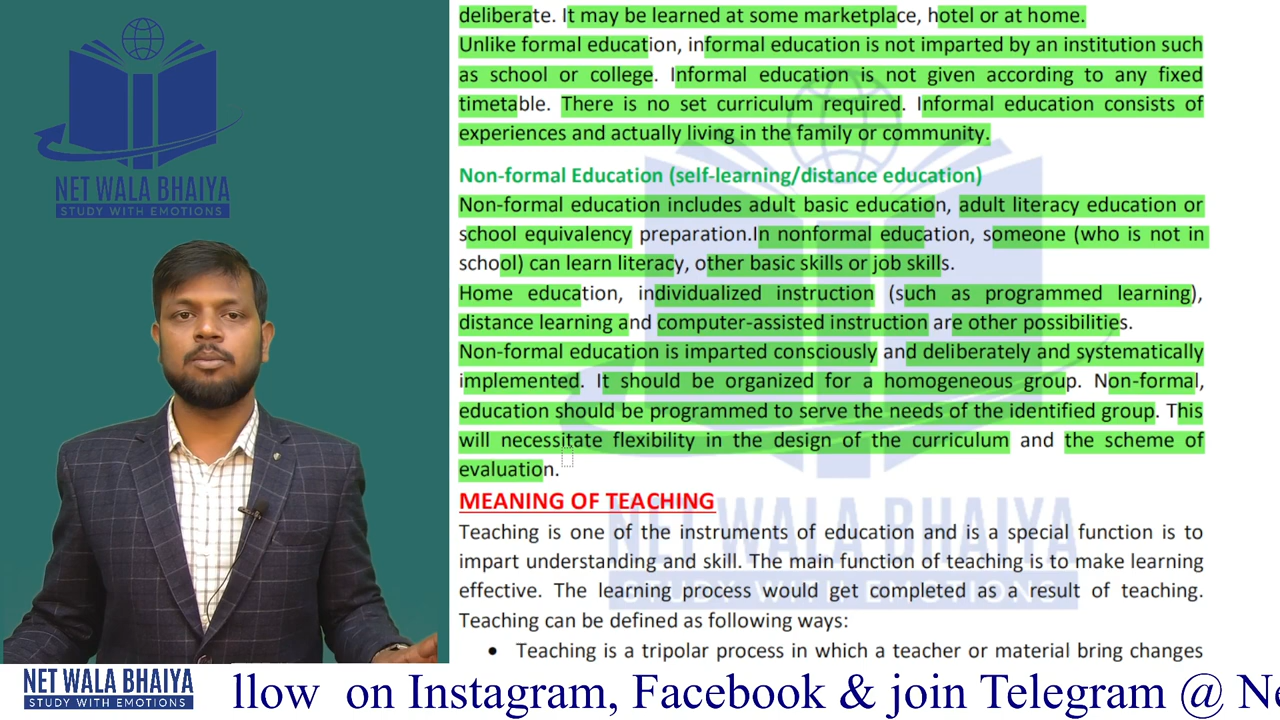 NET WALA BHAIYA
STUDY WITH EMOTIONS
deliberate. It may be learned at some marketplace, hotel or at home.
Unlike formal education, informal education is not imparted by an institution such
as school or college. Informal education is not given according to any fixed
timetable. There is no set curriculum required. Informal education consists of
experiences and actually living in the family or community.
Non-formal Education (self-learning/distance education)
Non-formal education includes adult basic education, adult literacy education or
school equivalency preparation.In nonformal education, someone (who is not in
school) can learn literacy, other basic skills or job skills.
Home education, individualized instruction (such as programmed learning),
distance learning and computer-assisted instruction are other possibilities.
Non-formal education is imparted consciously and deliberately and systematically
implemented. It should be organized for a homogeneous group. Non-formal,
education should be programmed to serve the needs of the identified group. This
will necessitate flexibility in the design of the curriculum and the scheme of
evaluation.
MEANING OF TEACHING
Teaching is one of the instruments of education and is a special function is to
impart understanding and skill. The main function of teaching is to make learning
effective. The learning process would get completed as a result of teaching.
Teaching can be defined as following ways:
• Teaching is a tripolar process in which a teacher or material bring changes
NET WALA BHAIYA
STUDY WITH EMOTIONS
NET WALA BHAIYA
STUDY WITH EMOTIONS
llow on Instagram, Facebook & join Telegram @ Ne